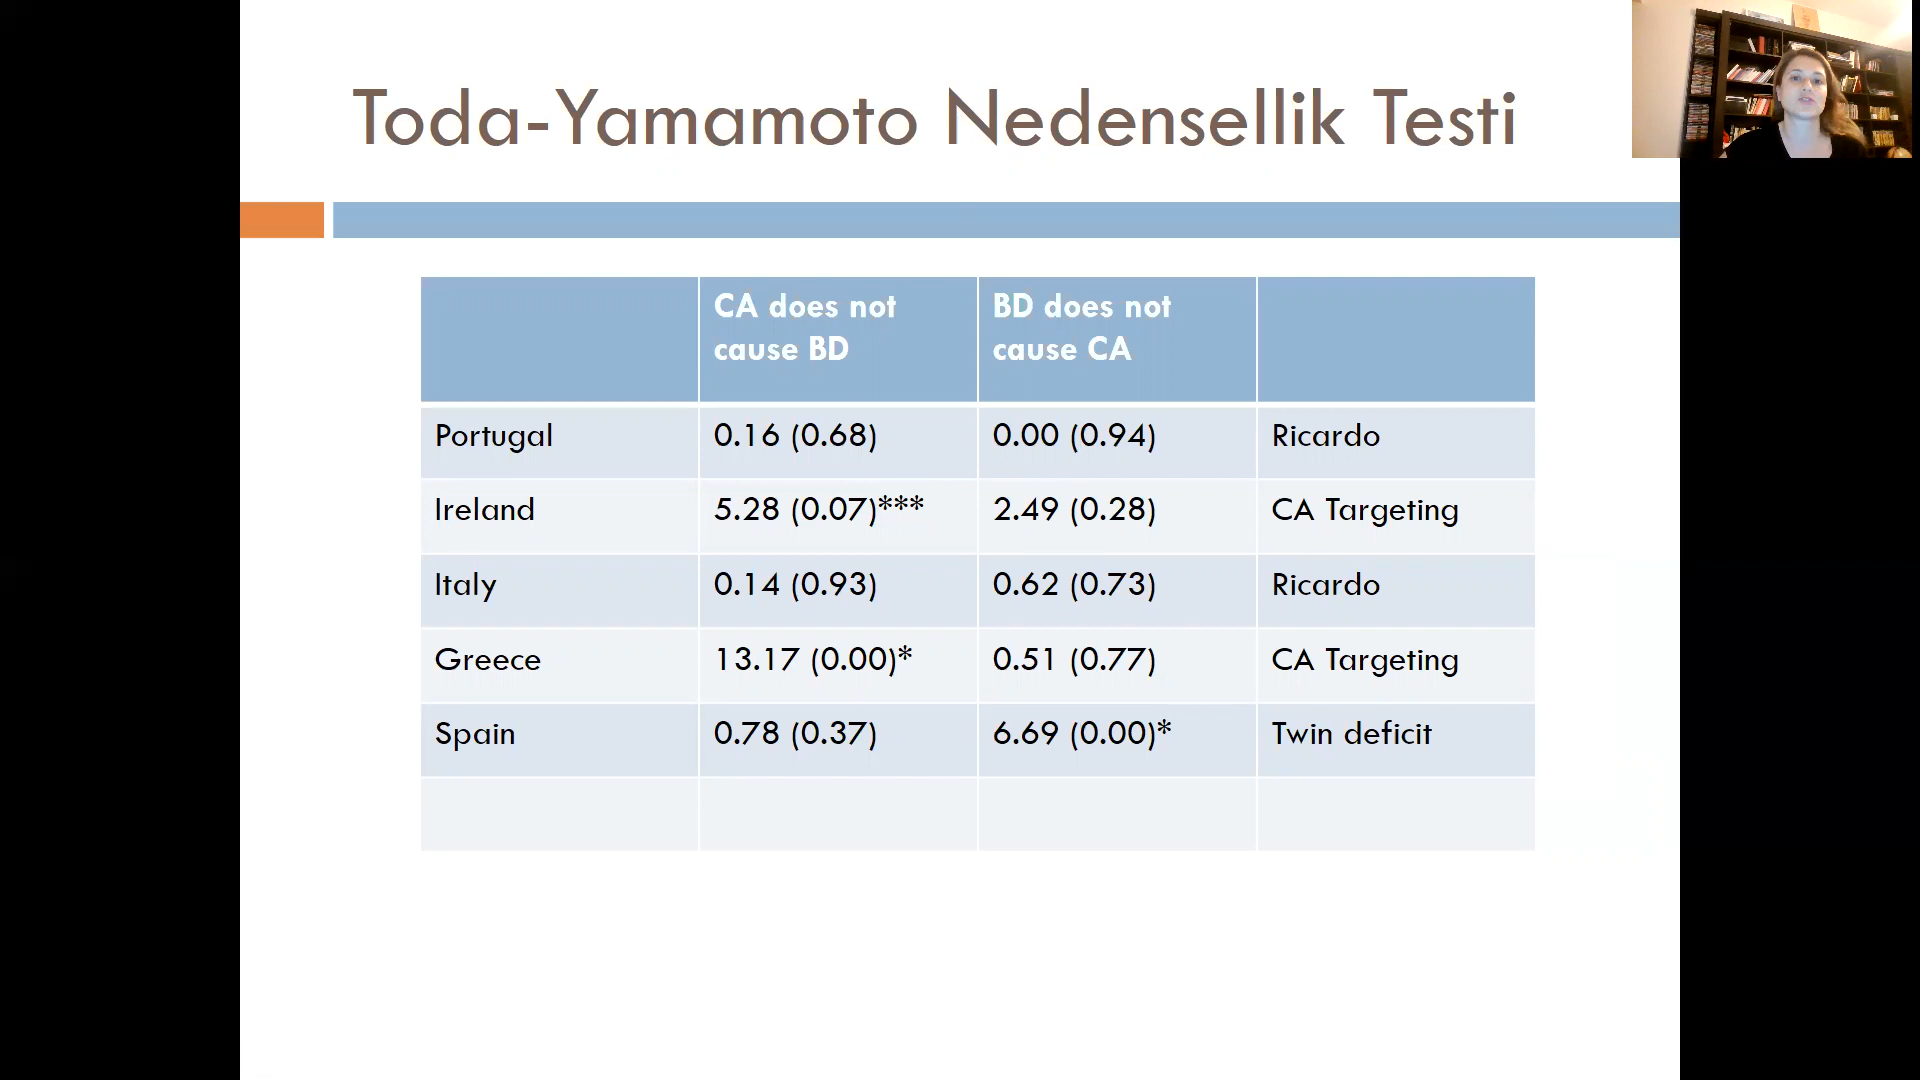 Toda-Yamamoto Nedensellik Testi
CA does not cause BD
BD does not cause CA
Portugal 0.16 (0.68) 0.00 (0.94) Ricardo
Ireland 5.28 (0.07)*** 2.49 (0.28) CA Targeting
Italy 0.14 (0.93) 0.62 (0.73) Ricardo
Greece 13.17 (0.00)* 0.51 (0.77) CA Targeting
Spain 0.78 (0.37) 6.69 (0.00)* Twin deficit